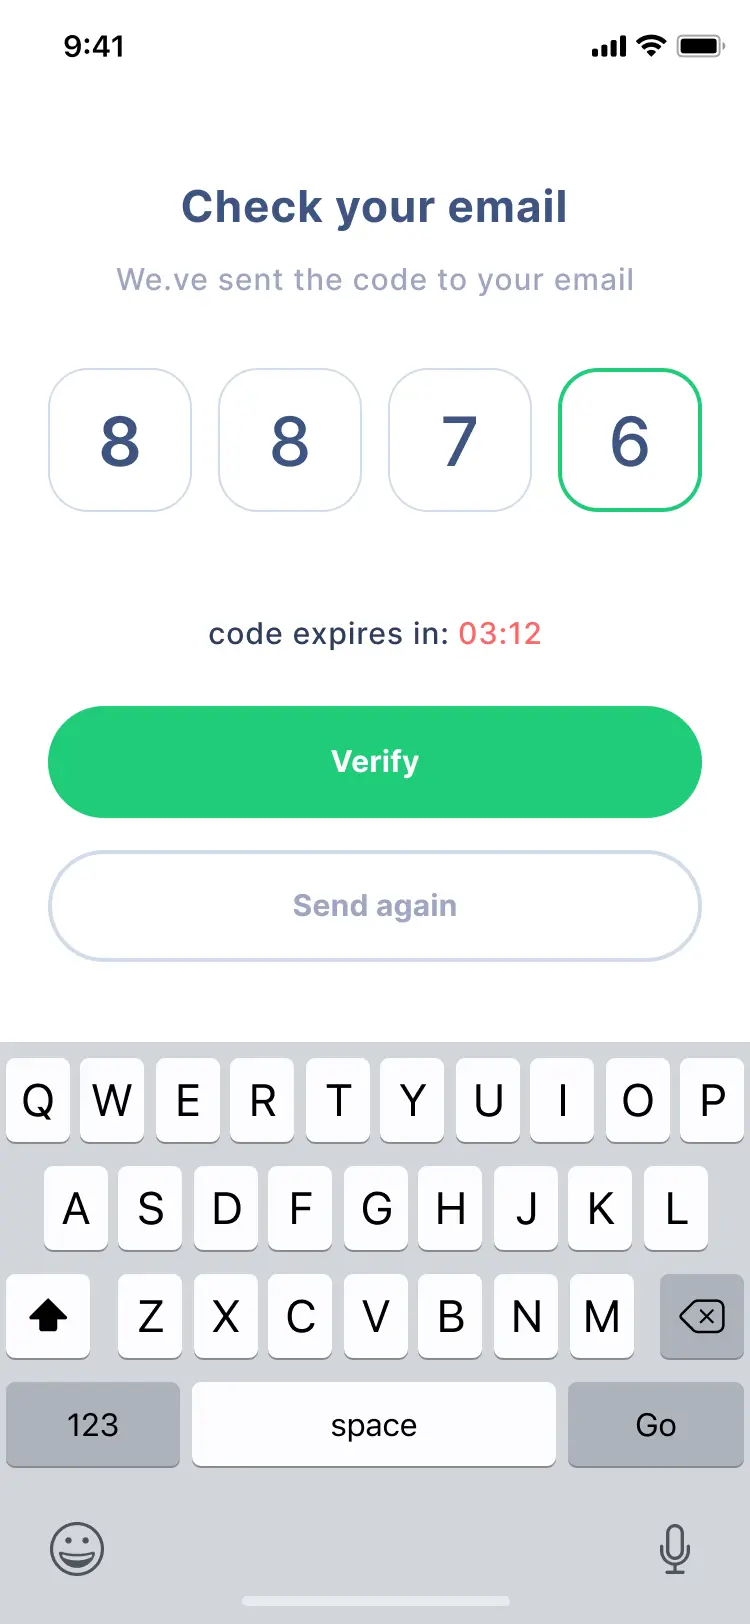 9:41
Check your email
We.ve sent the code to your email
8 8 7 6
code expires in: 03:12
Verify
Send again
Q W E R T Y U I O P
A S D F G H J K L
Z X C V B N M
123 space Go